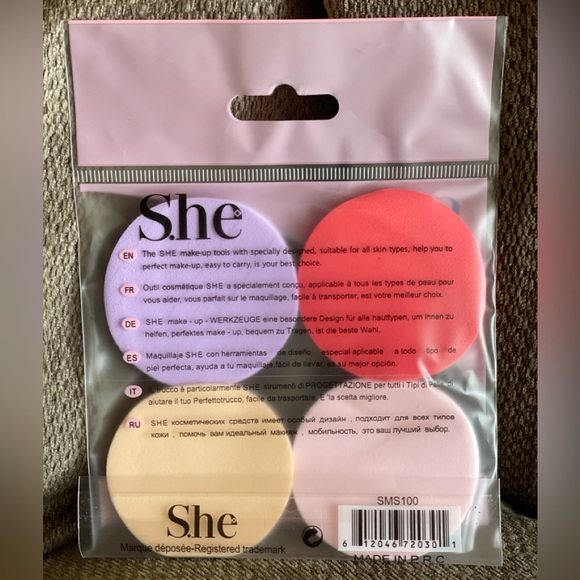 S.he
EN The SHE make-up tools with specially designed, suitable for all skin types, help you to
perfect make-up, easy to carry, is your best choice.
FR Outil cosmétique SHE a spécialement conçu, applicable à tous les types de peau pour
vous aider, vous parfait sur le maquillage, facile à transporter, est votre meilleur choix.
DE SHE make - up - WERKZEUGE eine besondere Design für alle hauttypen, um Ihnen zu
helfen, perfektes make - up, bequem zu Tragen, ist die beste Wahl.
ES Maquillaje SHE con herramientas de diseño especial aplicable a todo tipo de
piel perfecta, ayuda a tu maquillaje,fácil de llevar, es su mejor opción.
IT Il trucco è particolarmente SHE strumenti di PROGETTAZIONE per tutti i Tipi di Pelle, di
aiutare il tuo Perfettotrucco, facile da trasportare. E 'la scelta migliore.
RU SHE косметических средств имеет особый дизайн , подходит для всех типов
кожи , помочь вам идеальный макияж , мобильность, это ваш лучший выбор.
S.he
Marque déposée-Registered trademark
SMS100
6 12046 72030 1
MADE IN P.R.C